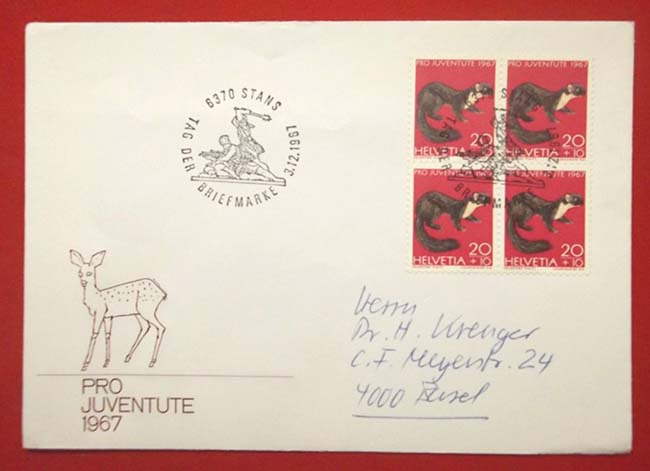 6370 STANS
TAG DER BRIEFMARKE 3.12.1967
PRO JUVENTUTE 1967
20
+10
HELVETIA
PRO JUVENTUTE 1967
20
+10
HELVETIA
PRO JUVENTUTE 1967
20
+10
HELVETIA
PRO JUVENTUTE 1967
20
+10
HELVETIA
Herrn
Dr. H. Krenger
C. F. Meyerstr. 24
4000 Basel
PRO
JUVENTUTE
1967